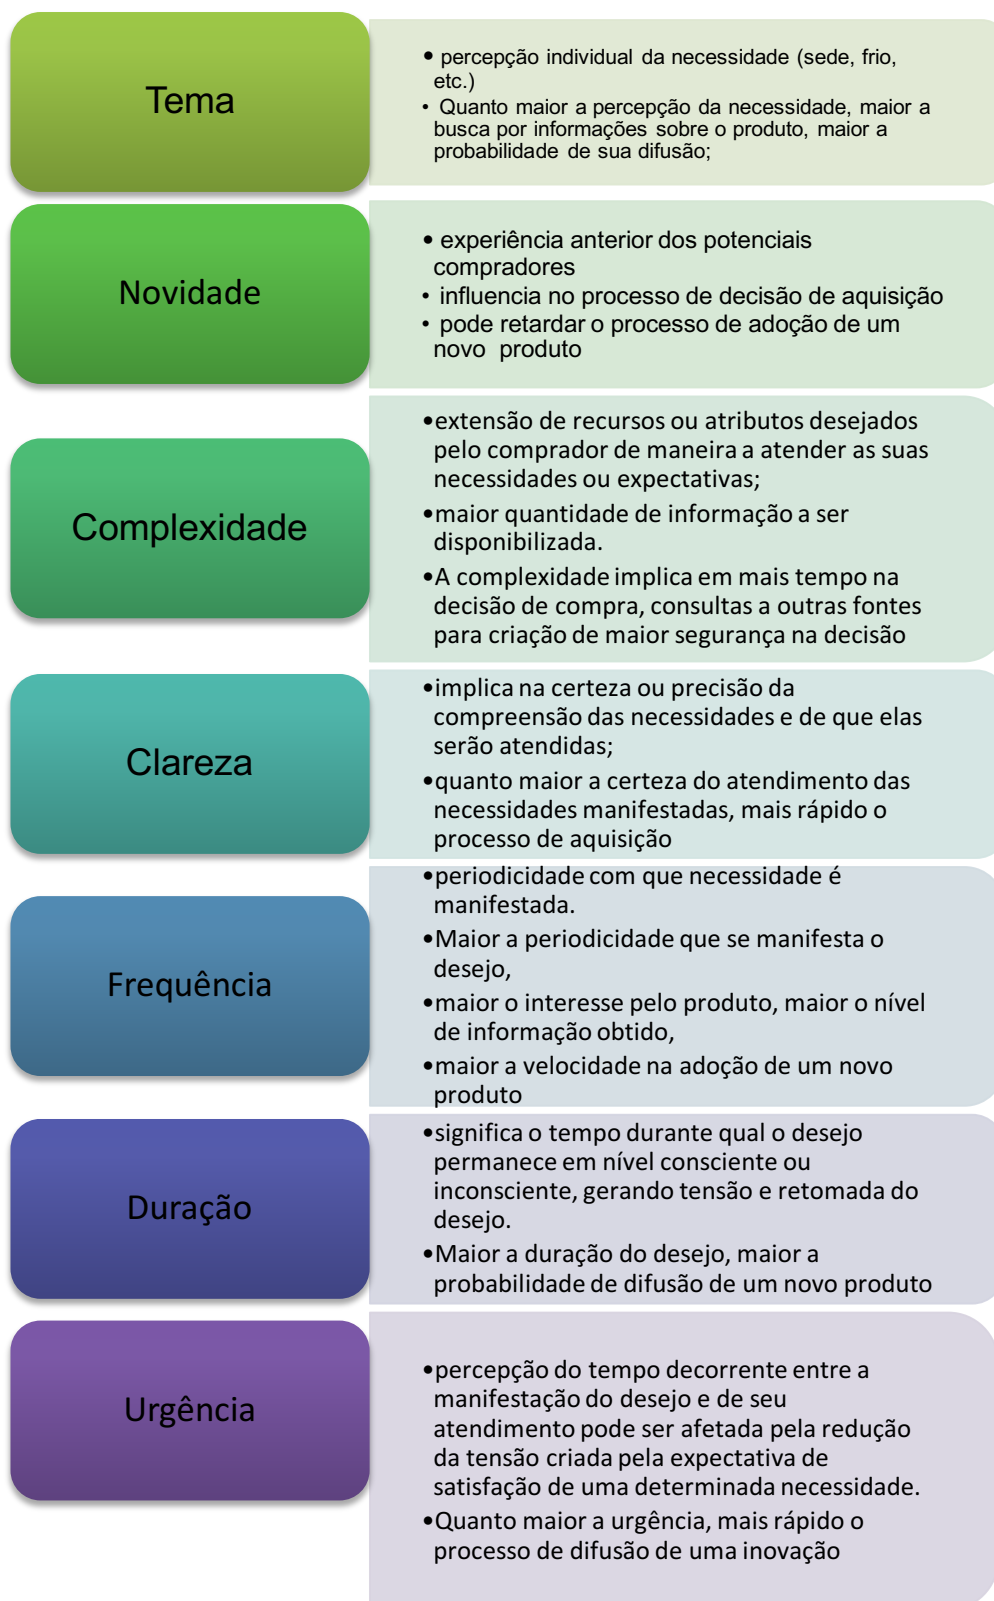 Tema
• percepção individual da necessidade (sede, frio,
etc.)
• Quanto maior a percepção da necessidade, maior a
busca por informações sobre o produto, maior a
probabilidade de sua difusão;
Novidade
• experiência anterior dos potenciais
compradores
• influencia no processo de decisão de aquisição
• pode retardar o processo de adoção de um
novo produto
Complexidade
•extensão de recursos ou atributos desejados
pelo comprador de maneira a atender as suas
necessidades ou expectativas;
•maior quantidade de informação a ser
disponibilizada.
•A complexidade implica em mais tempo na
decisão de compra, consultas a outras fontes
para criação de maior segurança na decisão
Clareza
•implica na certeza ou precisão da
compreensão das necessidades e de que elas
serão atendidas;
•quanto maior a certeza do atendimento das
necessidades manifestadas, mais rápido o
processo de aquisição
Frequência
•periodicidade com que necessidade é
manifestada.
•Maior a periodicidade que se manifesta o
desejo,
•maior o interesse pelo produto, maior o nível
de informação obtido,
•maior a velocidade na adoção de um novo
produto
Duração
•significa o tempo durante qual o desejo
permanece em nível consciente ou
inconsciente, gerando tensão e retomada do
desejo.
•Maior a duração do desejo, maior a
probabilidade de difusão de um novo produto
Urgência
•percepção do tempo decorrente entre a
manifestação do desejo e de seu
atendimento pode ser afetada pela redução
da tensão criada pela expectativa de
satisfação de uma determinada necessidade.
•Quanto maior a urgência, mais rápido o
processo de difusão de uma inovação